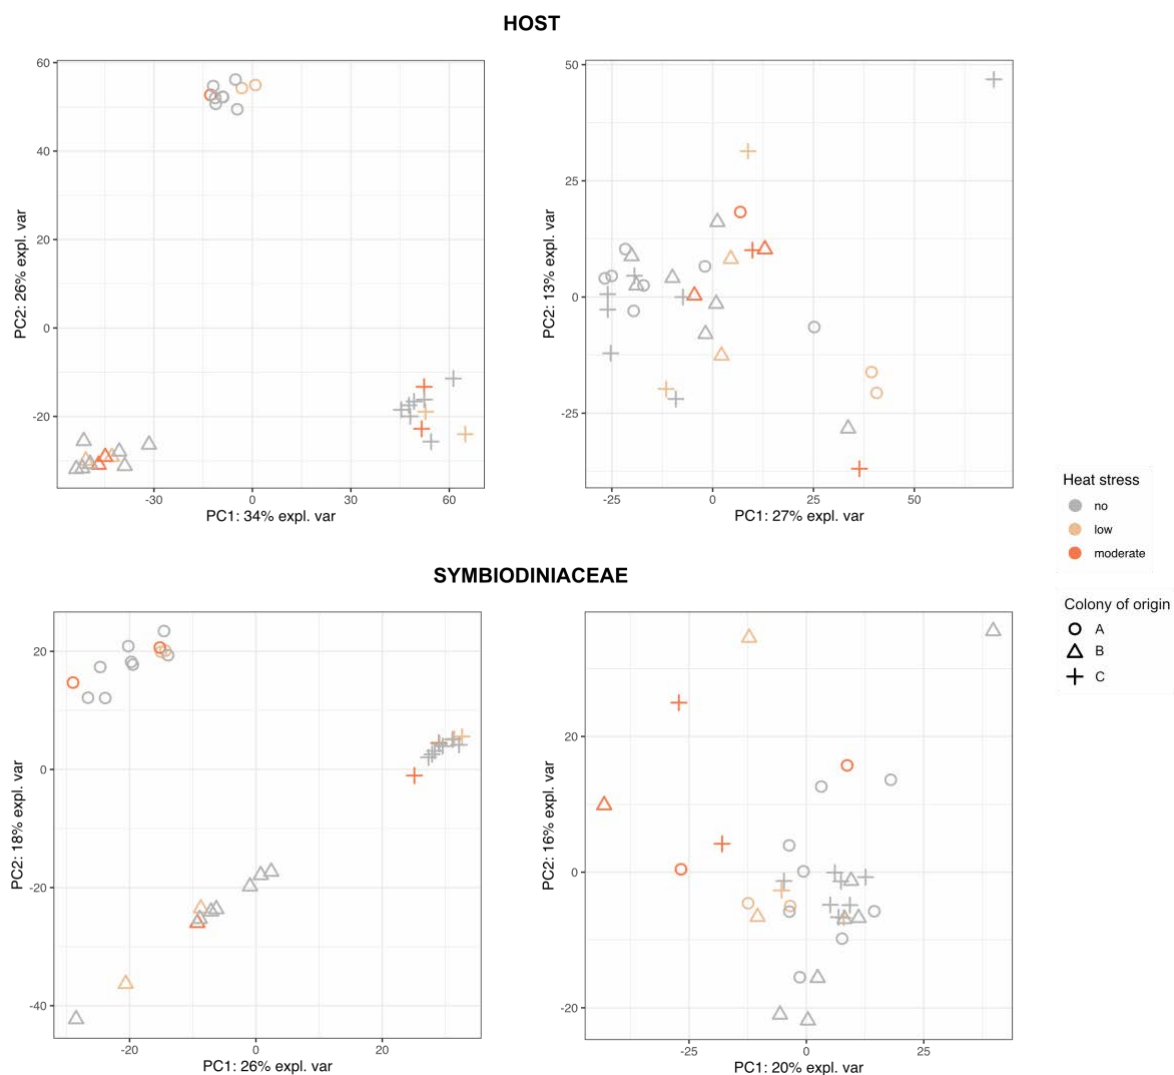 HOST
60
40
20
0
-20
-30
0
30
60
PC2: 26% expl. var
PC1: 34% expl. var
50
25
0
-25
-25
0
25
50
PC2: 13% expl. var
PC1: 27% expl. var
Heat stress
no
low
moderate
SYMBIODINIACEAE
Colony of origin
A
B
C
20
0
-20
-40
-20
0
20
PC2: 18% expl. var
PC1: 26% expl. var
20
0
-20
-25
0
25
PC2: 16% expl. var
PC1: 20% expl. var